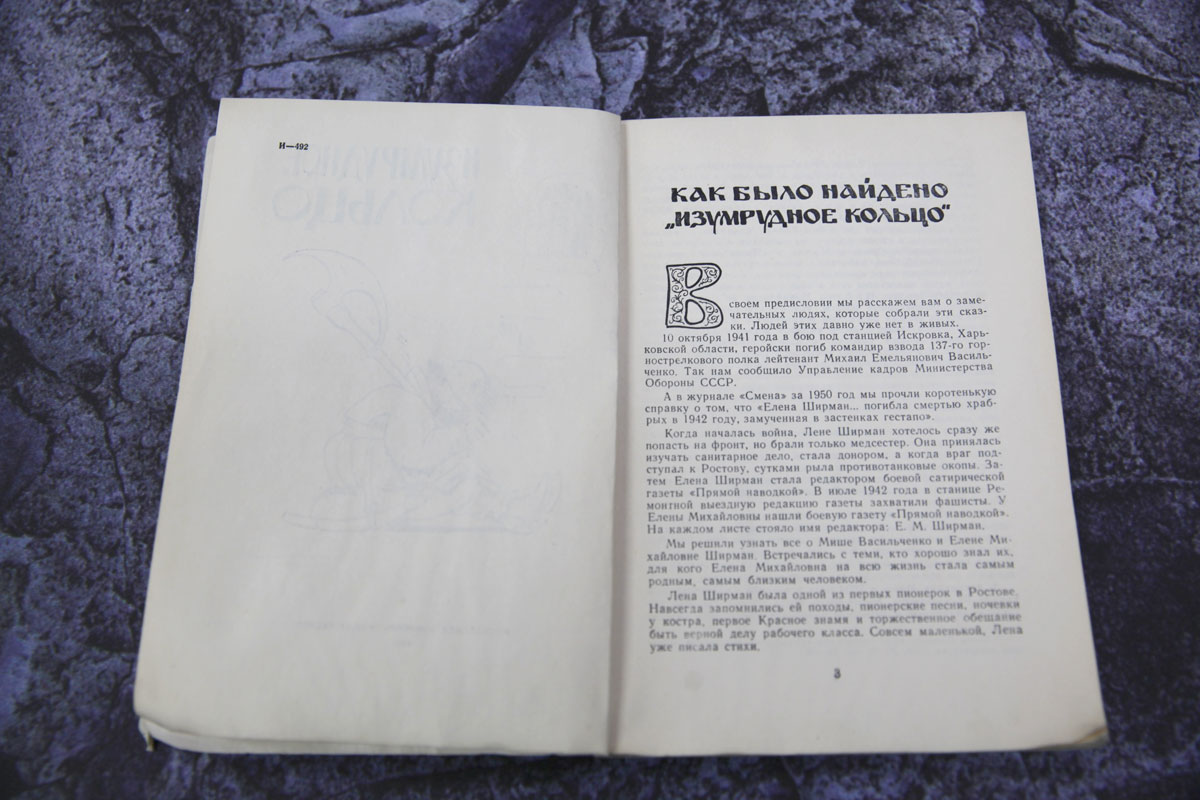 И—492
КАК БЫЛО НАЙДЕНО
„ИЗУМРУДНОЕ КОЛЬЦО"
В своем предисловии мы расскажем вам о заме-
чательных людях, которые собрали эти сказ-
ки. Людей этих давно уже нет в живых.
10 октября 1941 года в бою под станцией Искровка, Харь-
ковской области, геройски погиб командир взвода 137-го гор-
нострелкового полка лейтенант Михаил Емельянович Василь-
ченко. Так нам сообщило Управление кадров Министерства
Обороны СССР.
А в журнале «Смена» за 1950 год мы прочли коротенькую
справку о том, что «Елена Ширман... погибла смертью храб-
рых в 1942 году, замученная в застенках гестапо».
Когда началась война, Лене Ширман хотелось сразу же
попасть на фронт, но брали только медсестер. Она принялась
изучать санитарное дело, стала донором, а когда враг под-
ступал к Ростову, сутками рыла противотанковые окопы. За-
тем Елена Ширман стала редактором боевой сатирической
газеты «Прямой наводкой». В июле 1942 года в станице Ре-
монтной выездную редакцию газеты захватили фашисты. У
Елены Михайловны нашли боевую газету «Прямой наводкой».
На каждом листе стояло имя редактора: Е. М. Ширман.
Мы решили узнать все о Мише Васильченко и Елене Ми-
хайловне Ширман. Встречались с теми, кто хорошо знал их,
для кого Елена Михайловна на всю жизнь стала самым
родным, самым близким человеком.
Лена Ширман была одной из первых пионерок в Ростове.
Навсегда запомнились ей походы, пионерские песни, ночевки
у костра, первое Красное знамя и торжественное обещание
быть верной делу рабочего класса. Совсем маленькой, Лена
уже писала стихи.
3